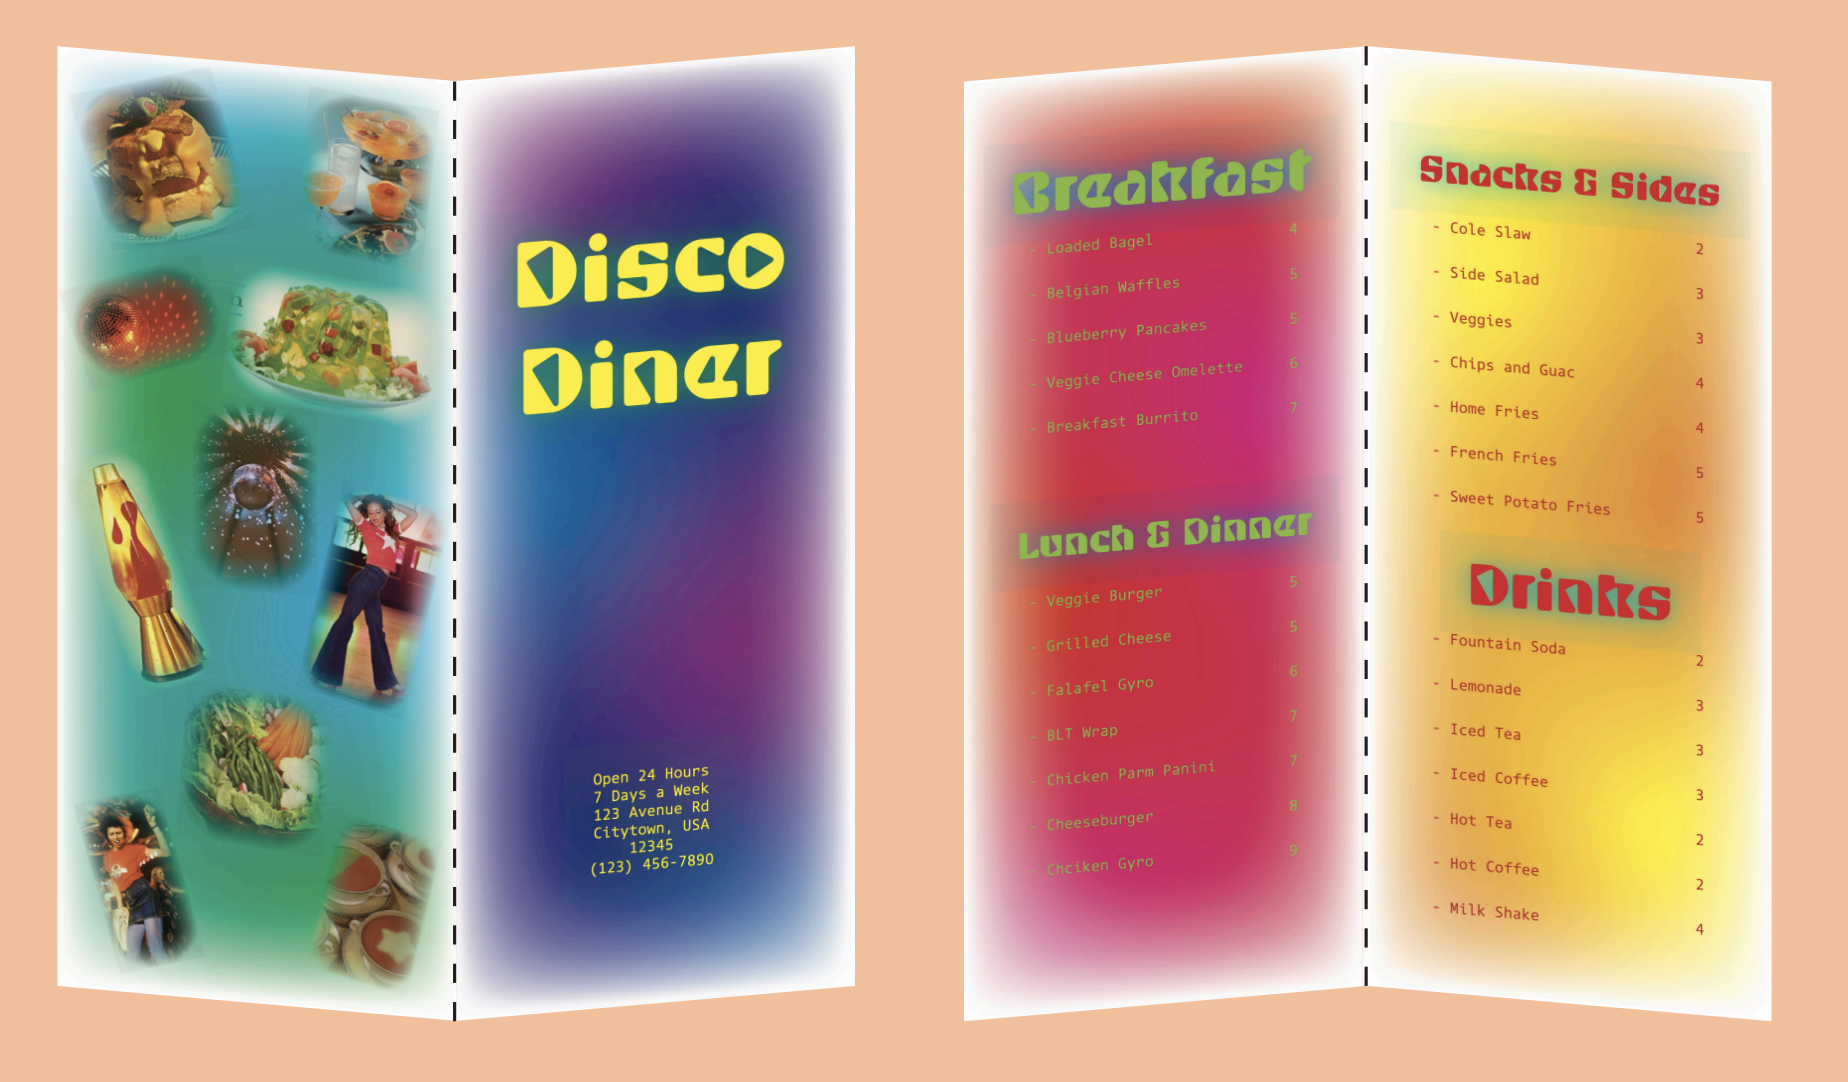 Disco
Diner
Open 24 Hours
7 Days a Week
123 Avenue Rd
Citytown, USA
12345
(123) 456-7890
Breakfast
- Loaded Bagel 4
- Belgian Waffles 5
- Blueberry Pancakes 5
- Veggie Cheese Omelette 6
- Breakfast Burrito 7
Lunch & Dinner
- Veggie Burger 5
- Grilled Cheese 5
- Falafel Gyro 6
- BLT Wrap 7
- Chicken Parm Panini 7
- Cheeseburger 8
- Chciken Gyro 9
Snacks & Sides
- Cole Slaw 2
- Side Salad 3
- Veggies 3
- Chips and Guac 4
- Home Fries 4
- French Fries 5
- Sweet Potato Fries 5
Drinks
- Fountain Soda 2
- Lemonade 3
- Iced Tea 3
- Iced Coffee 3
- Hot Tea 2
- Hot Coffee 2
- Milk Shake 4